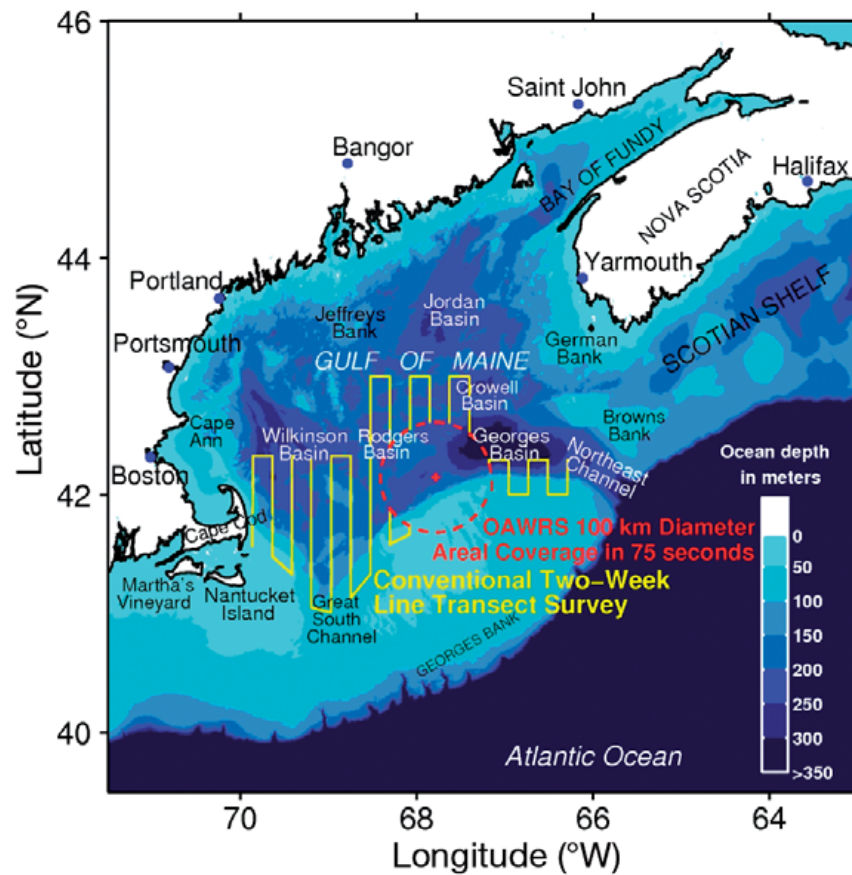 46
Saint John
Bangor
BAY OF FUNDY
Halifax
NOVA SCOTIA
44
Yarmouth
Portland
Jordan
Basin
Jeffreys
Bank
SCOTIAN SHELF
German
Bank
Portsmouth
GULF OF MAINE
Crowell
Basin
Cape
Ann
Wilkinson
Basin
Rodgers
Basin
Georges
Basin
Browns
Bank
Northeast
Channel
Boston
42
Cape Cod
OAWRS 100 km Diameter
Areal Coverage in 75 seconds
Conventional Two-Week
Line Transect Survey
Martha's
Vineyard
Nantucket
Island
Great
South
Channel
GEORGES BANK
40
Atlantic Ocean
Ocean depth
in meters
0
50
100
150
200
250
300
>350
70
68
66
64
Longitude (°W)
Latitude (°N)